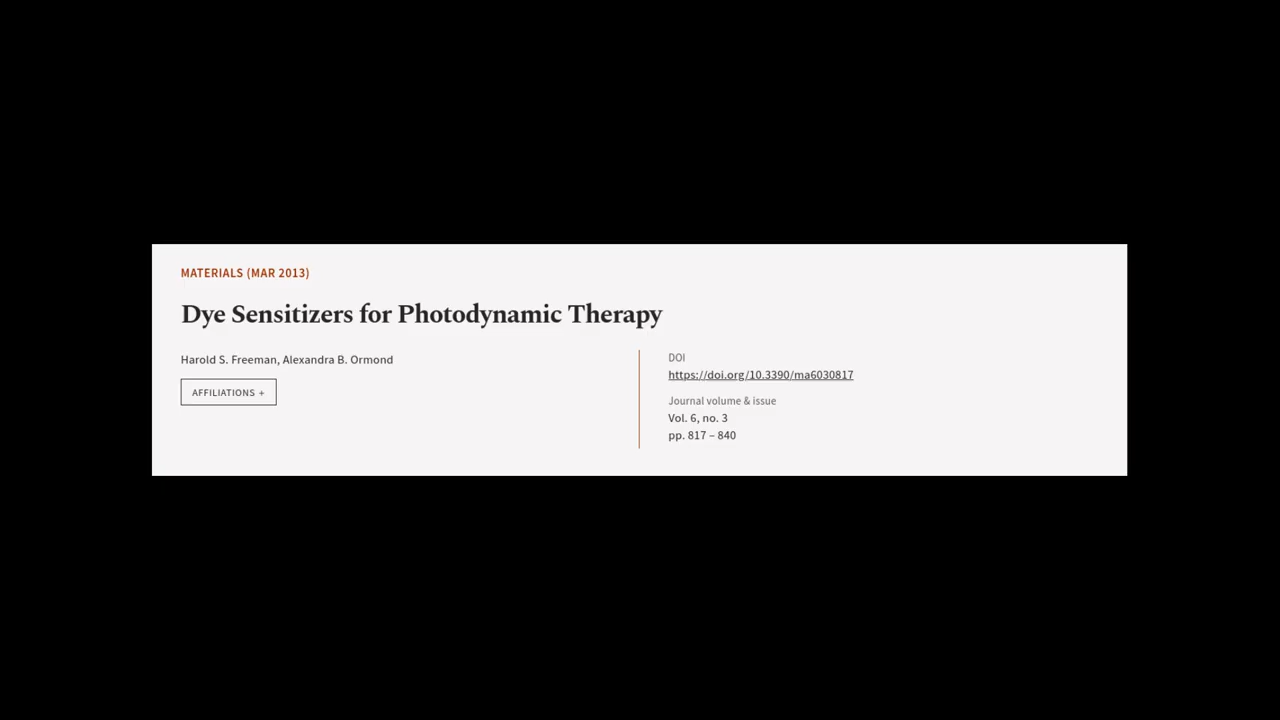 MATERIALS (MAR 2013)
Dye Sensitizers for Photodynamic Therapy
Harold S. Freeman, Alexandra B. Ormond
AFFILIATIONS +
DOI
https://doi.org/10.3390/ma6030817
Journal volume & issue
Vol. 6, no. 3
pp. 817 – 840